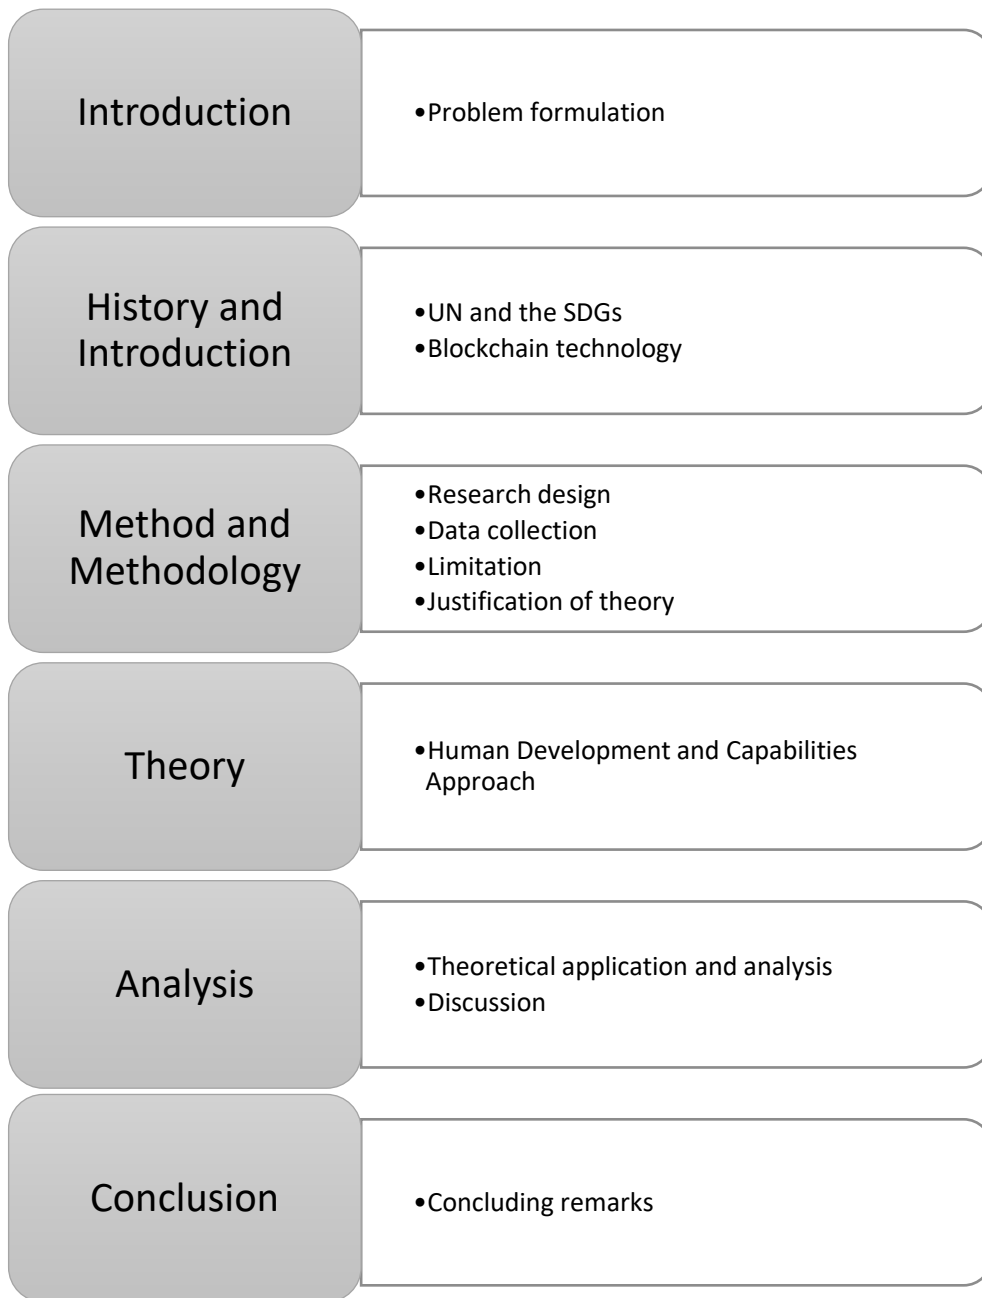 Introduction
•Problem formulation
History and
Introduction
•UN and the SDGs
•Blockchain technology
Method and
Methodology
•Research design
•Data collection
•Limitation
•Justification of theory
Theory
•Human Development and Capabilities
Approach
Analysis
•Theoretical application and analysis
•Discussion
Conclusion
•Concluding remarks